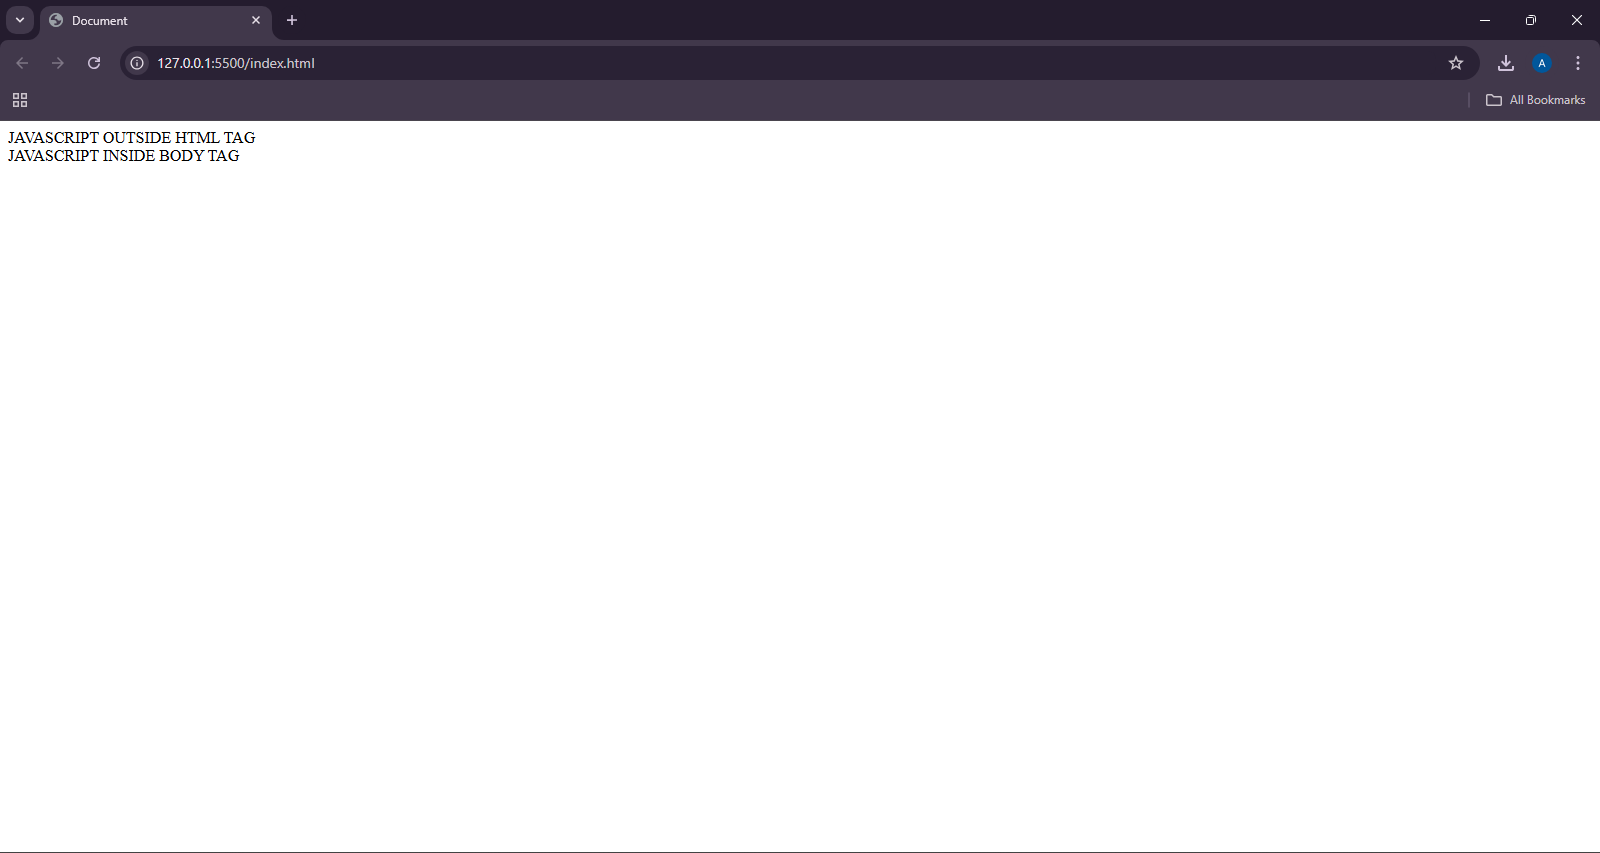 Document
127.0.0.1:5500/index.html
A
All Bookmarks
JAVASCRIPT OUTSIDE HTML TAG
JAVASCRIPT INSIDE BODY TAG